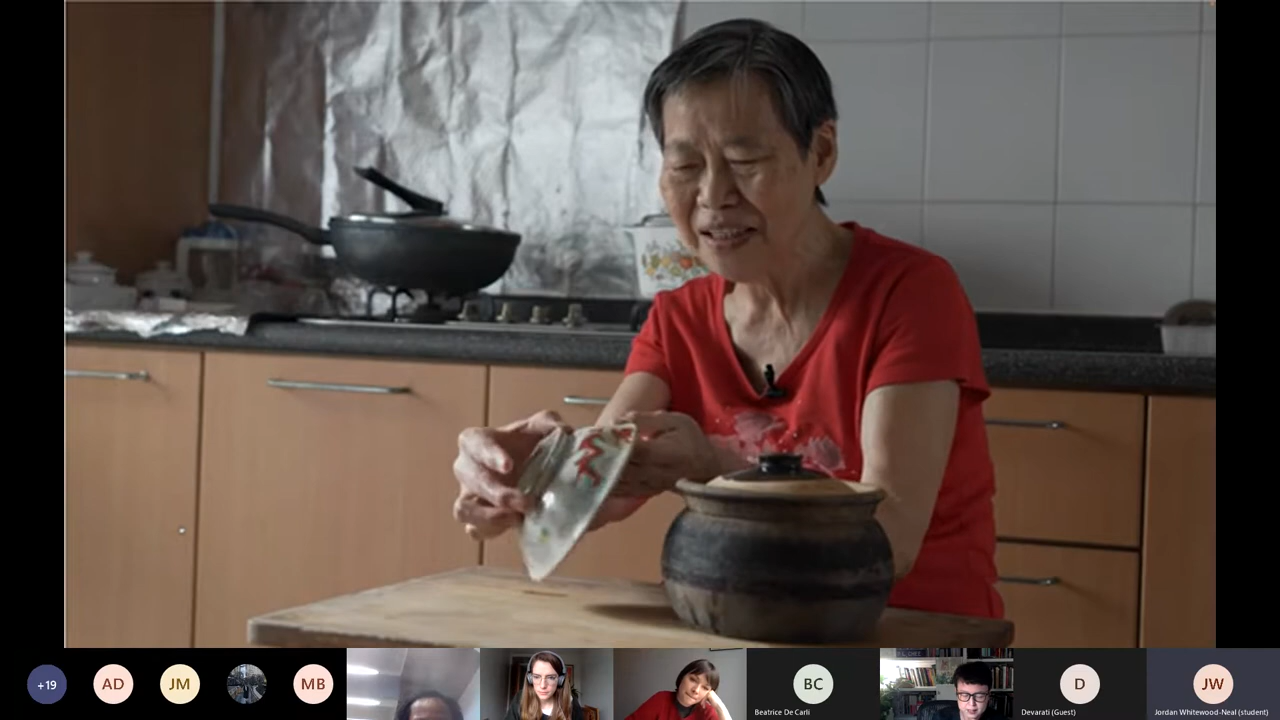 +19
AD
JM
MB
BC
Beatrice De Carli
D
Devarati (Guest)
JW
Jordan Whitewood-Neal (student)